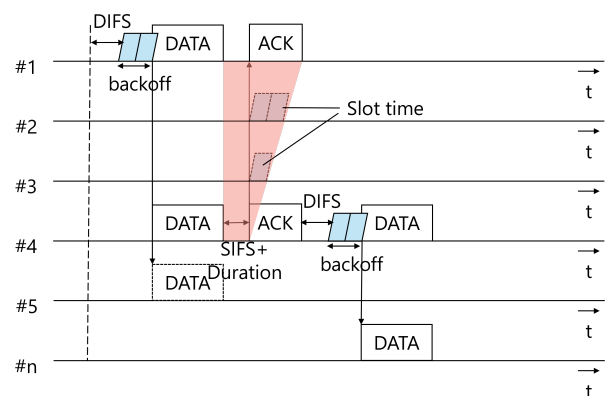 DIFS
DATA
ACK
#1
backoff
t
Slot time
#2
t
#3
t
DIFS
DATA
ACK
DATA
#4
SIFS+
Duration
backoff
t
DATA
#5
t
DATA
#n
t